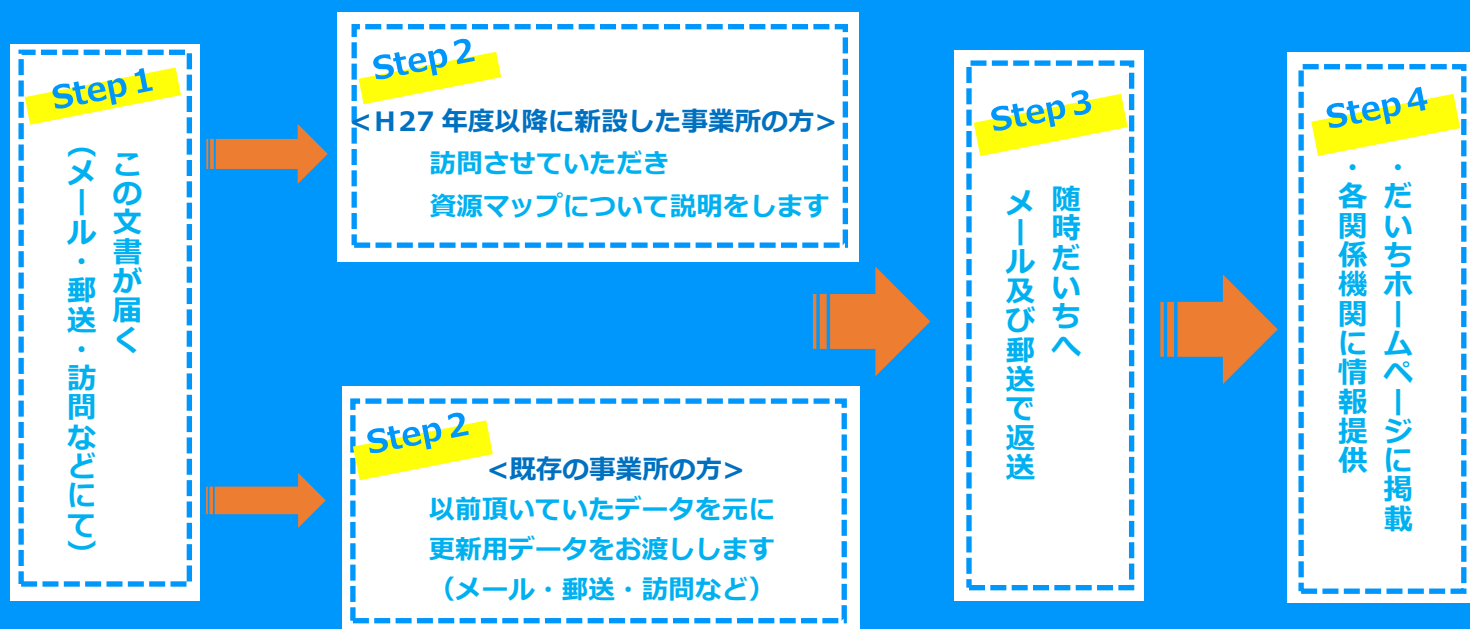 Step 1
この文書が届く
（メール・郵送・訪問などにて）
Step 2
<Ｈ27 年度以降に新設した事業所の方>
訪問させていただき
資源マップについて説明をします
Step 2
<既存の事業所の方>
以前頂いていたデータを元に
更新用データをお渡しします
（メール・郵送・訪問など）
Step 3
随時だいちへ
メール及び郵送で返送
Step 4
・だいちホームページに掲載
・各関係機関に情報提供